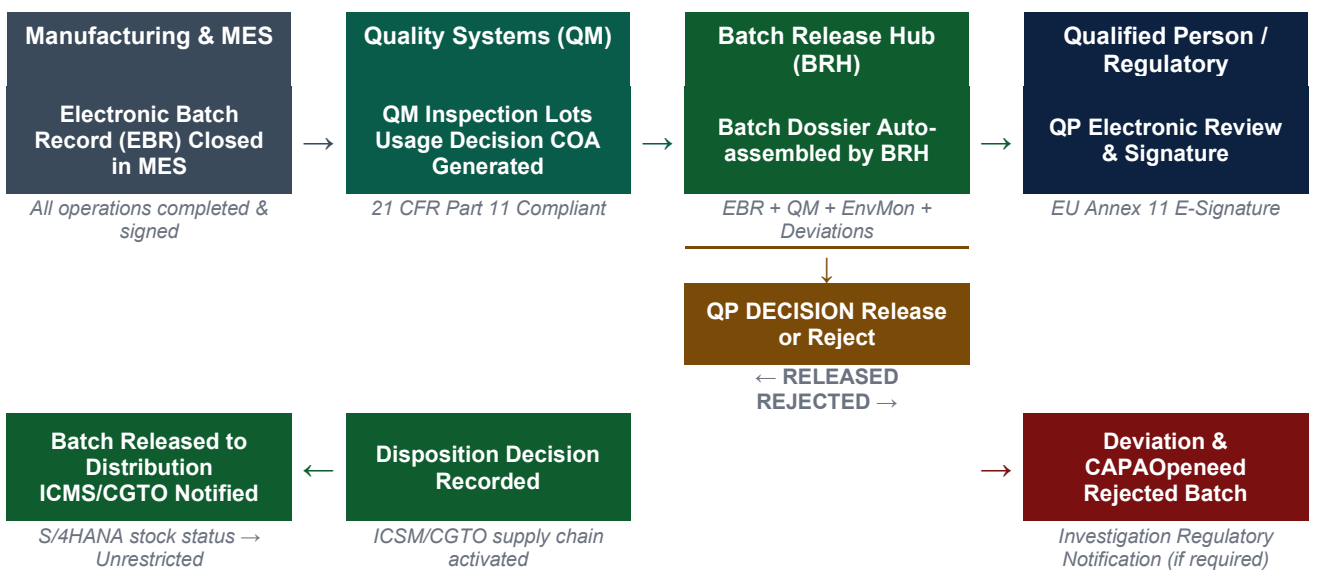 Manufacturing & MES
Electronic Batch
Record (EBR) Closed
in MES
All operations completed &
signed
→
Quality Systems (QM)
QM Inspection Lots
Usage Decision COA
Generated
21 CFR Part 11 Compliant
→
Batch Release Hub
(BRH)
Batch Dossier Auto-
assembled by BRH
EBR + QM + EnvMon +
Deviations
→
Qualified Person /
Regulatory
QP Electronic Review
& Signature
EU Annex 11 E-Signature
↓
QP DECISION Release
or Reject
← RELEASED
REJECTED →
Batch Released to
Distribution
ICMS/CGTO Notified
S/4HANA stock status →
Unrestricted
←
Disposition Decision
Recorded
ICSM/CGTO supply chain
activated
→
Deviation &
CAPAOpeneed
Rejected Batch
Investigation Regulatory
Notification (if required)